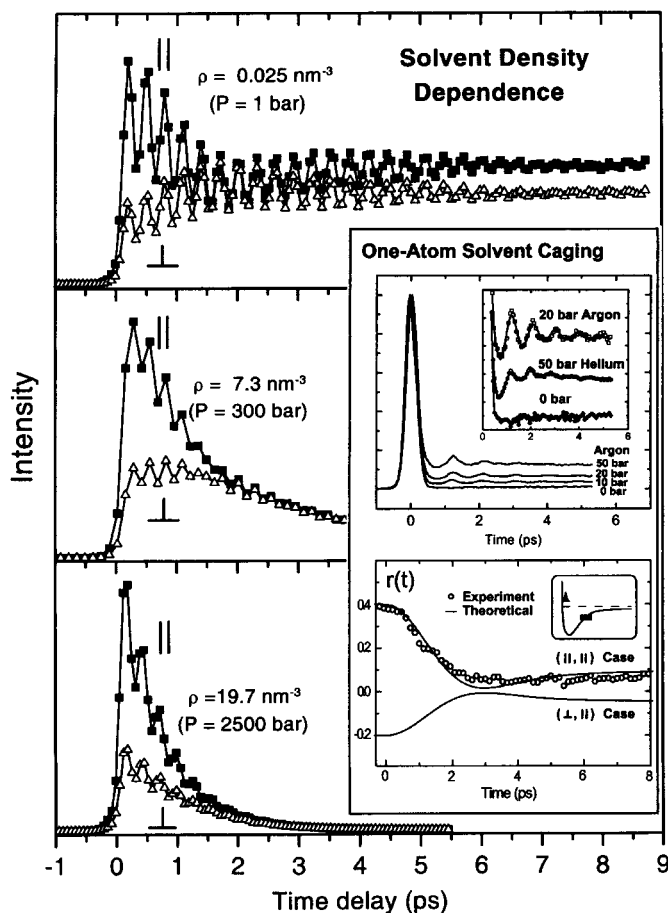 Solvent Density
Dependence
||
ρ = 0.025 nm⁻³
(P = 1 bar)
⊥
||
ρ = 7.3 nm⁻³
(P = 300 bar)
⊥
||
ρ =19.7 nm⁻³
(P = 2500 bar)
⊥
Intensity
-1 0 1 2 3 4 5 6 7 8 9
Time delay (ps)
One-Atom Solvent Caging
20 bar Argon
50 bar Helium
0 bar
0 2 4 6
Argon
50 bar
20 bar
10 bar
0 bar
0 2 4 6
Time (ps)
r(t)
Experiment
Theoretical
(||, ||) Case
(⊥, ||) Case
0.4
0.2
0.0
-0.2
0 2 4 6 8
Time (ps)